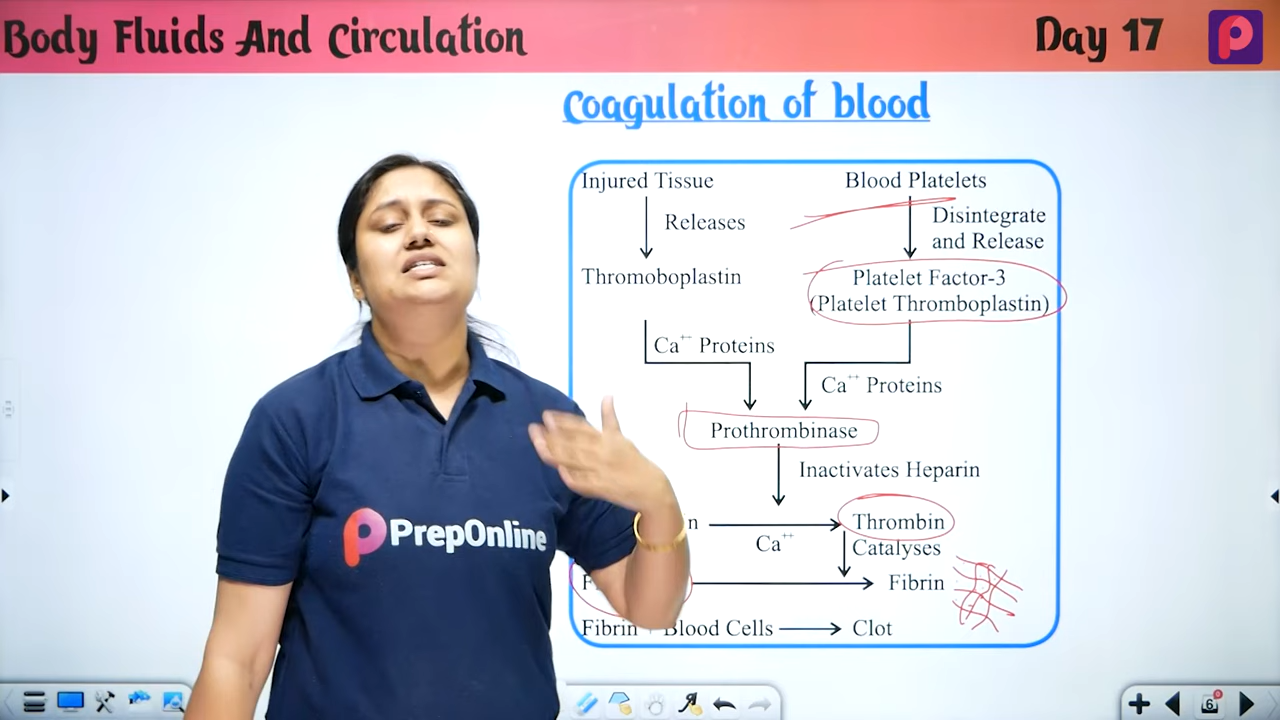 Body Fluids And Circulation
Day 17
Coagulation of blood
Injured Tissue
Blood Platelets
Releases
Disintegrate
and Release
Thromoboplastin
Platelet Factor-3
(Platelet Thromboplastin)
Ca++ Proteins
Ca++ Proteins
Prothrombinase
Inactivates Heparin
n
Thrombin
Ca++
Catalyses
F
Fibrin
Fibrin + Blood Cells
Clot
PrepOnline
6